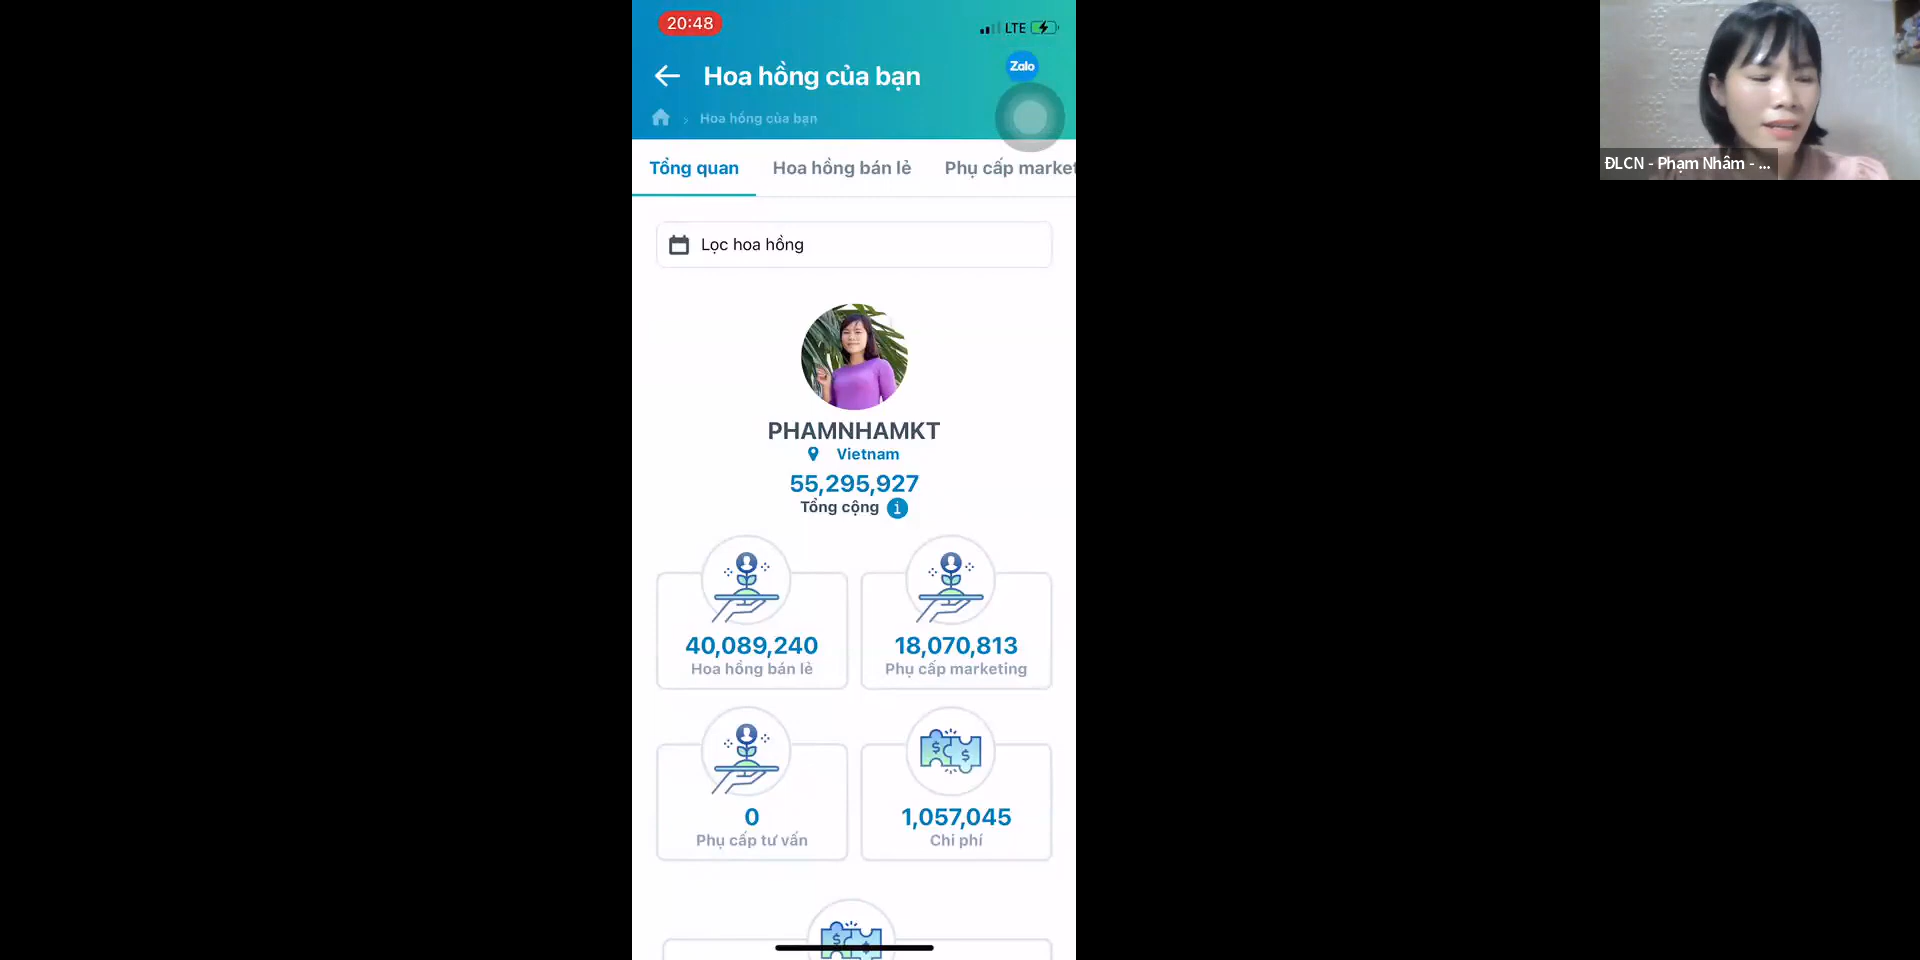 20:48
LTE
Hoa hồng của bạn
Zalo
Hoa hồng của bạn
Tổng quan
Hoa hồng bán lẻ
Phụ cấp market
Lọc hoa hồng
PHAMNHAMKT
Vietnam
55,295,927
Tổng cộng
40,089,240
Hoa hồng bán lẻ
18,070,813
Phụ cấp marketing
0
Phụ cấp tư vấn
1,057,045
Chi phí
ĐLCN - Phạm Nhâm - ...